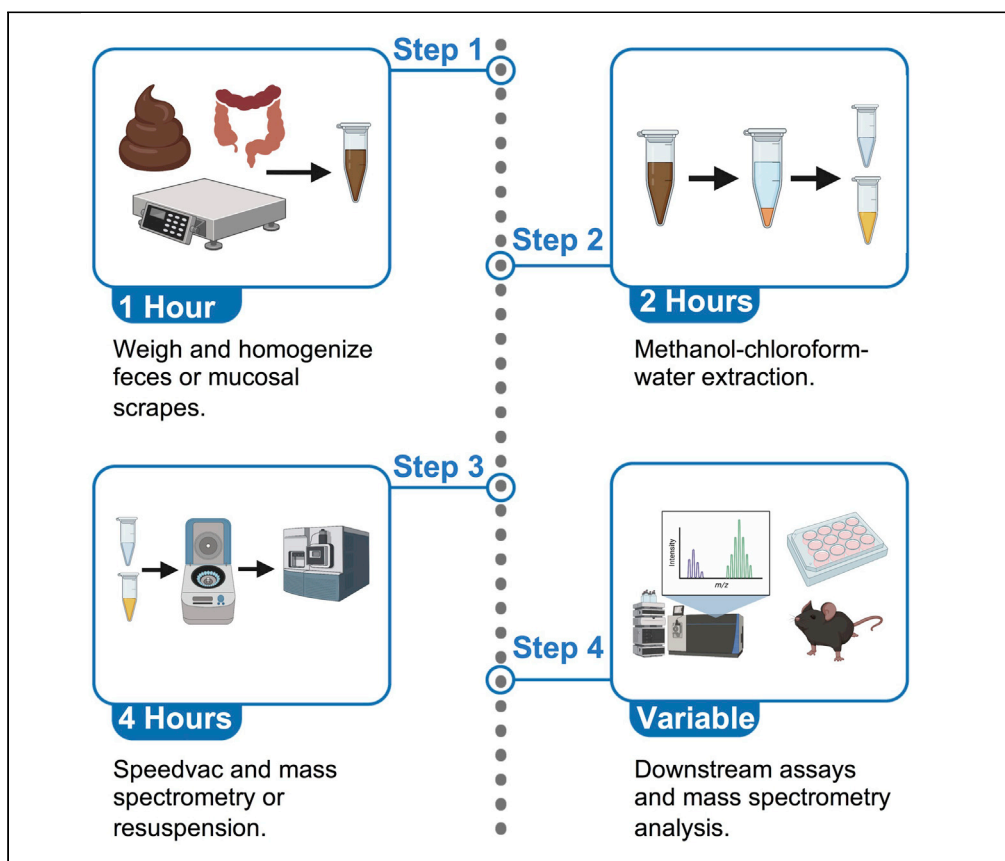 Step 1
1 Hour
Weigh and homogenize
feces or mucosal
scrapes.
Step 2
2 Hours
Methanol-chloroform-
water extraction.
Step 3
4 Hours
Speedvac and mass
spectrometry or
resuspension.
Step 4
Intensity
m/z
Variable
Downstream assays
and mass spectrometry
analysis.